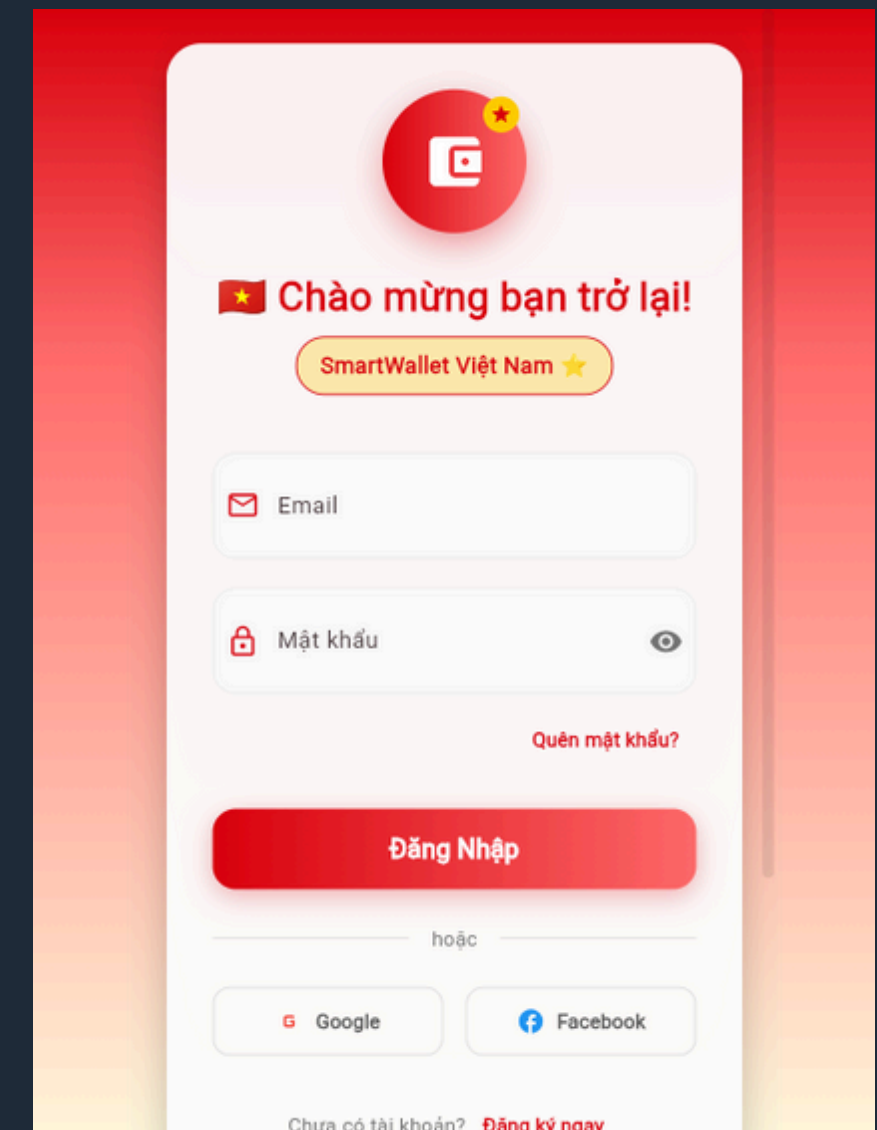 🇻🇳 Chào mừng bạn trở lại!
SmartWallet Việt Nam ⭐
Email
Mật khẩu
Quên mật khẩu?
Đăng Nhập
hoặc
G Google
Facebook
Chưa có tài khoản? Đăng ký ngay